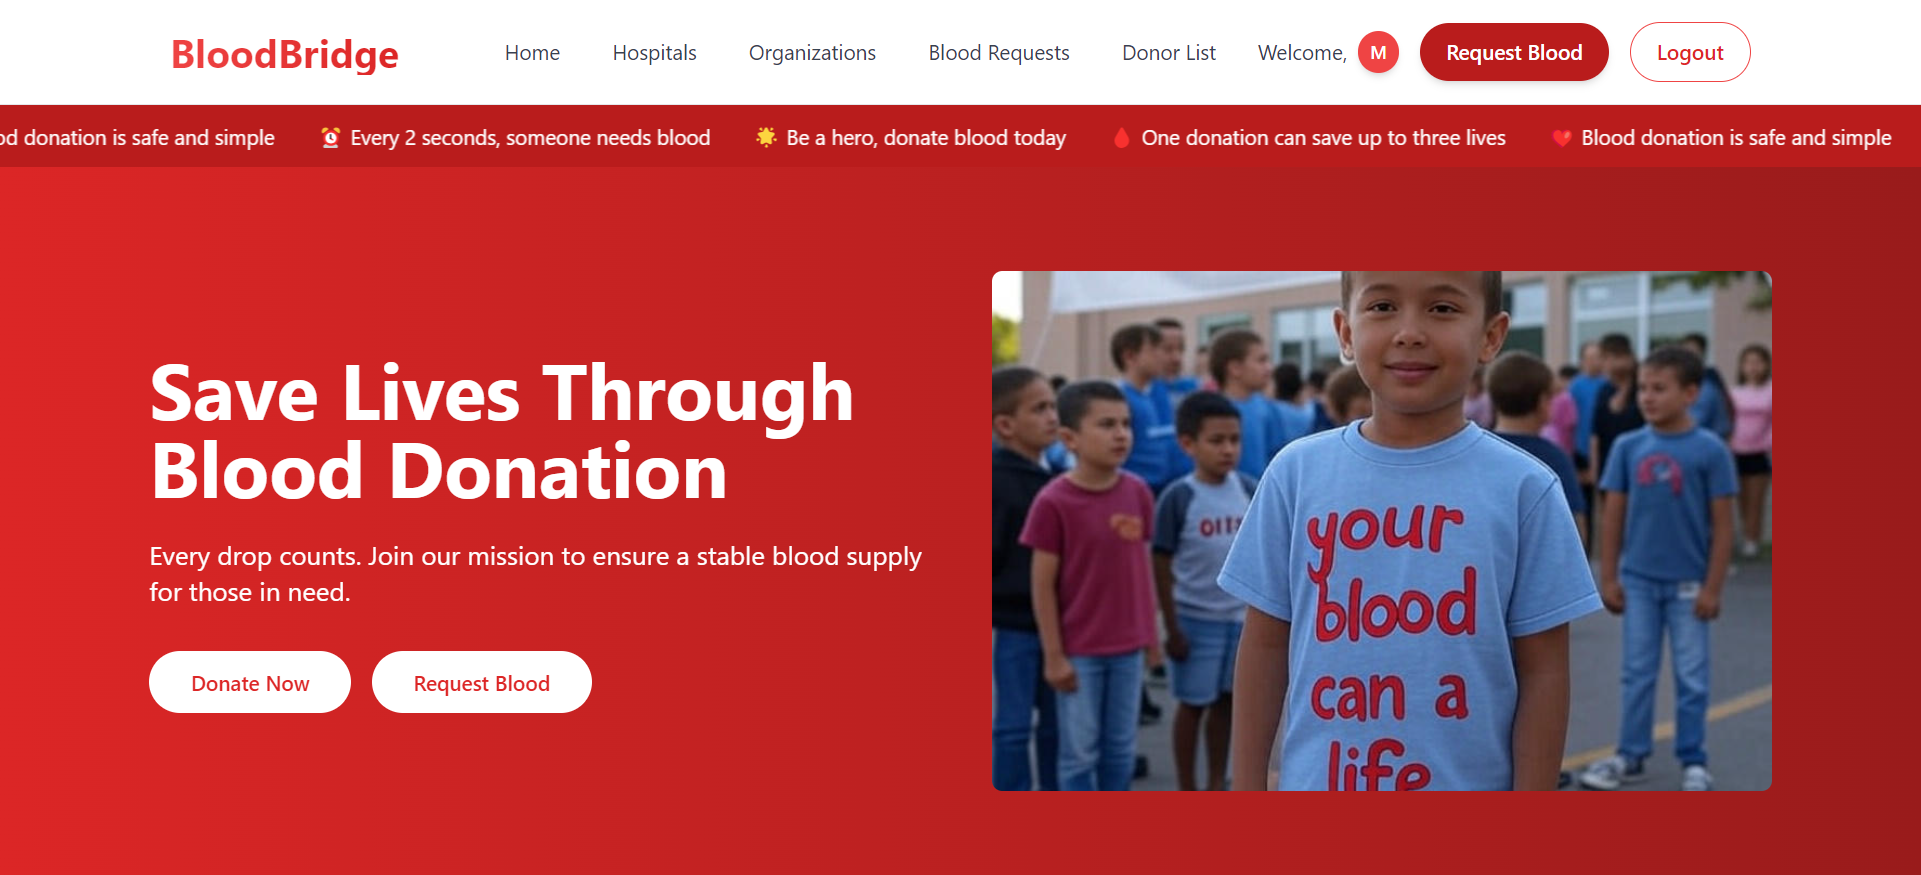 BloodBridge
Home
Hospitals
Organizations
Blood Requests
Donor List
Welcome,
M
Request Blood
Logout
donation is safe and simple
⏰ Every 2 seconds, someone needs blood
🌟 Be a hero, donate blood today
🩸 One donation can save up to three lives
❤️ Blood donation is safe and simple
Save Lives Through
Blood Donation
Every drop counts. Join our mission to ensure a stable blood supply
for those in need.
Donate Now
Request Blood
your
blood
can a
life